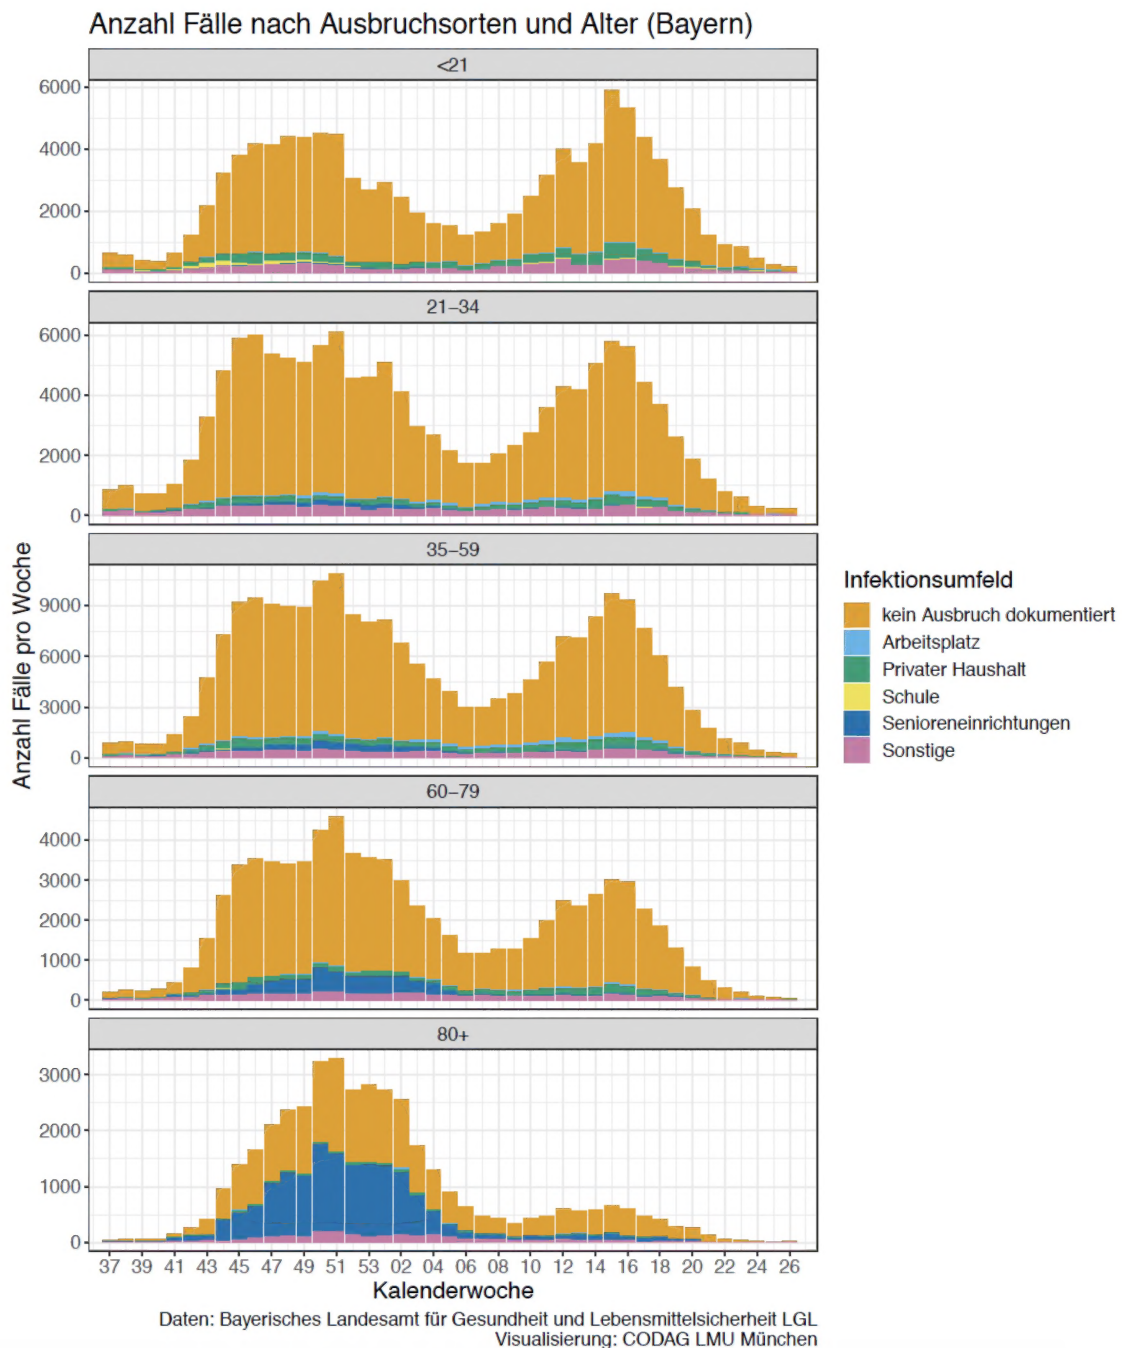 Anzahl Fälle nach Ausbruchsorten und Alter (Bayern)
<21
6000
4000
2000
0
21–34
6000
4000
2000
0
35–59
9000
6000
3000
0
60–79
4000
3000
2000
1000
0
80+
3000
2000
1000
0
37 39 41 43 45 47 49 51 53 02 04 06 08 10 12 14 16 18 20 22 24 26
Kalenderwoche
Anzahl Fälle pro Woche
Infektionsumfeld
kein Ausbruch dokumentiert
Arbeitsplatz
Privater Haushalt
Schule
Senioreneinrichtungen
Sonstige
Daten: Bayerisches Landesamt für Gesundheit und Lebensmittelsicherheit LGL
Visualisierung: CODAG LMU München